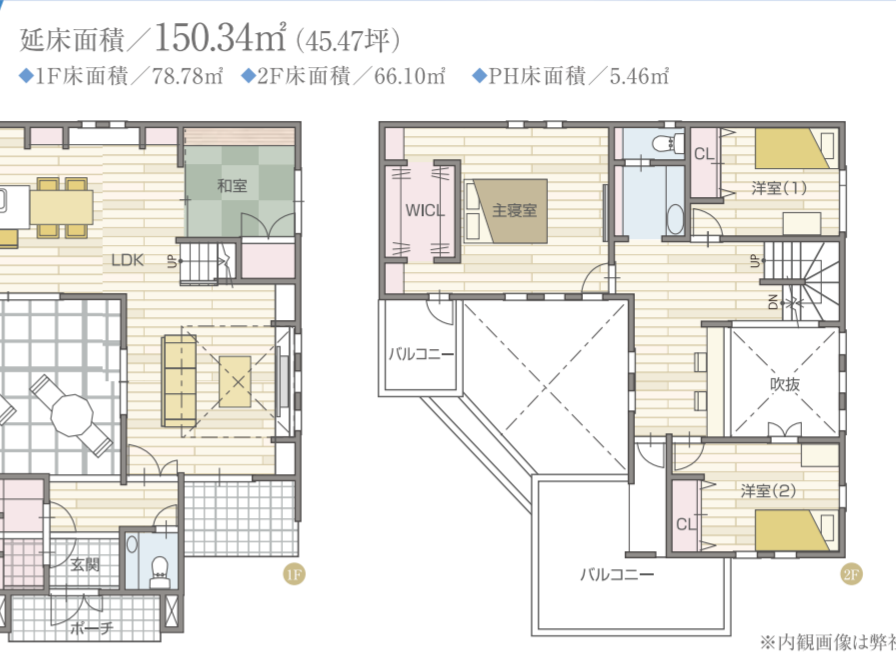 延床面積／150.34㎡（45.47坪）
◆1F床面積／78.78㎡ ◆2F床面積／66.10㎡ ◆PH床面積／5.46㎡
和室
LDK
UP
玄関
ポーチ
1F
WICL
主寝室
CL
洋室(1)
UP
DN
バルコニー
吹抜
洋室(2)
CL
バルコニー
2F
※内観画像は弊社